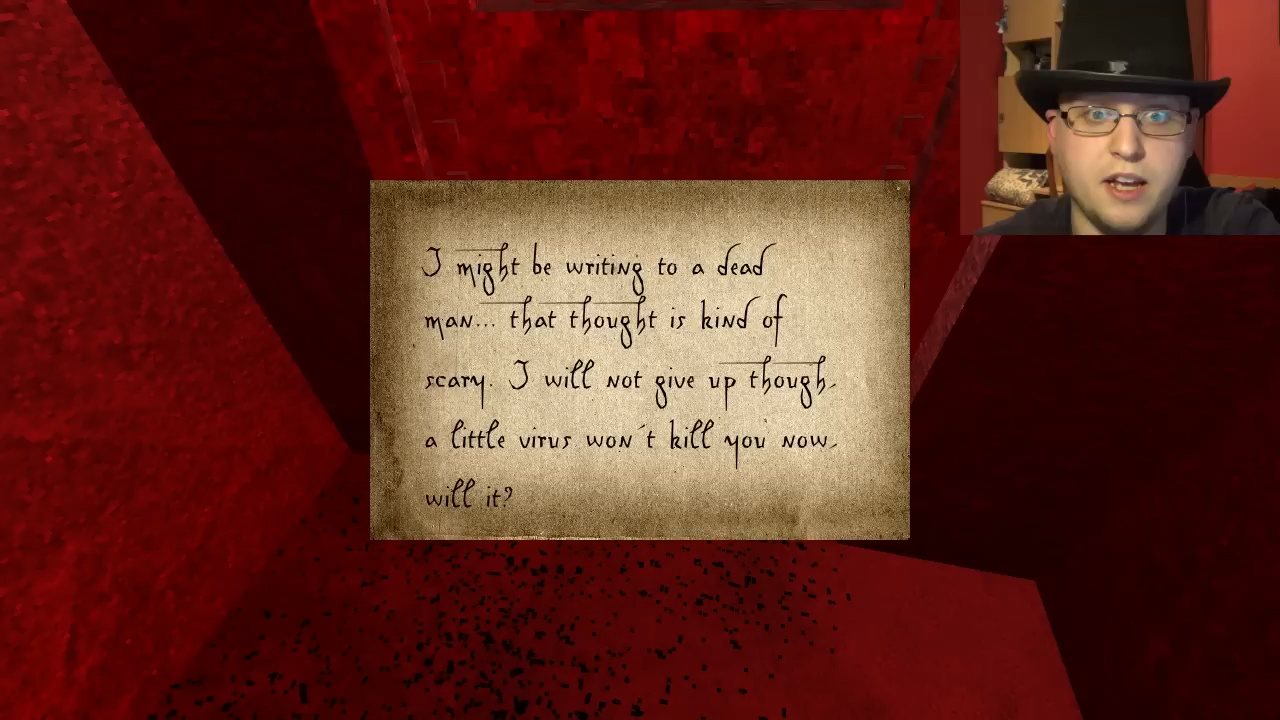 I might be writing to a dead
man... that thought is kind of
scary. I will not give up though,
a little virus won't kill you now,
will it?